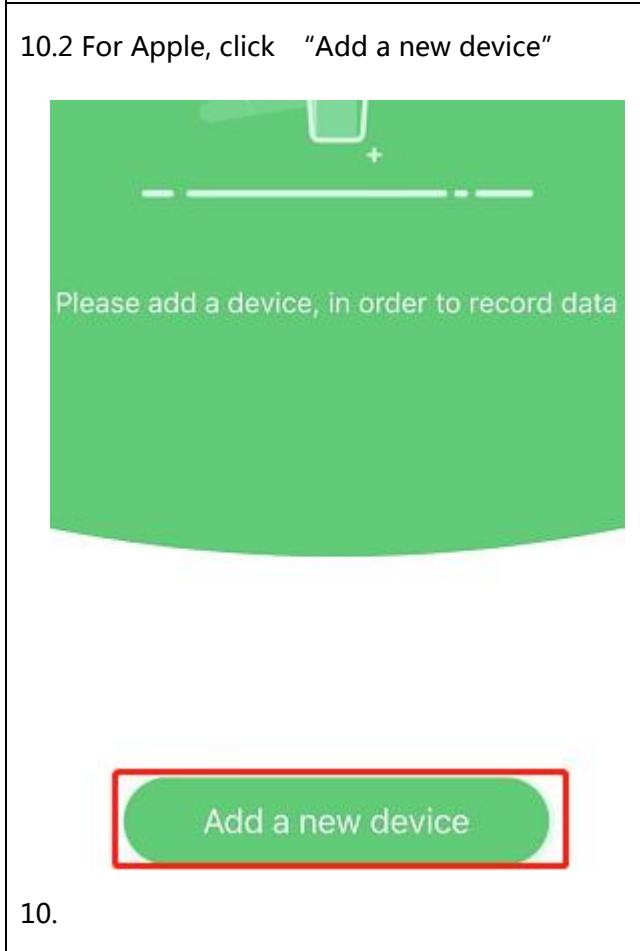 10.2 For Apple, click “Add a new device”
Please add a device, in order to record data
Add a new device
10.